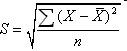 S = √(∑(X − X̄)² / n)